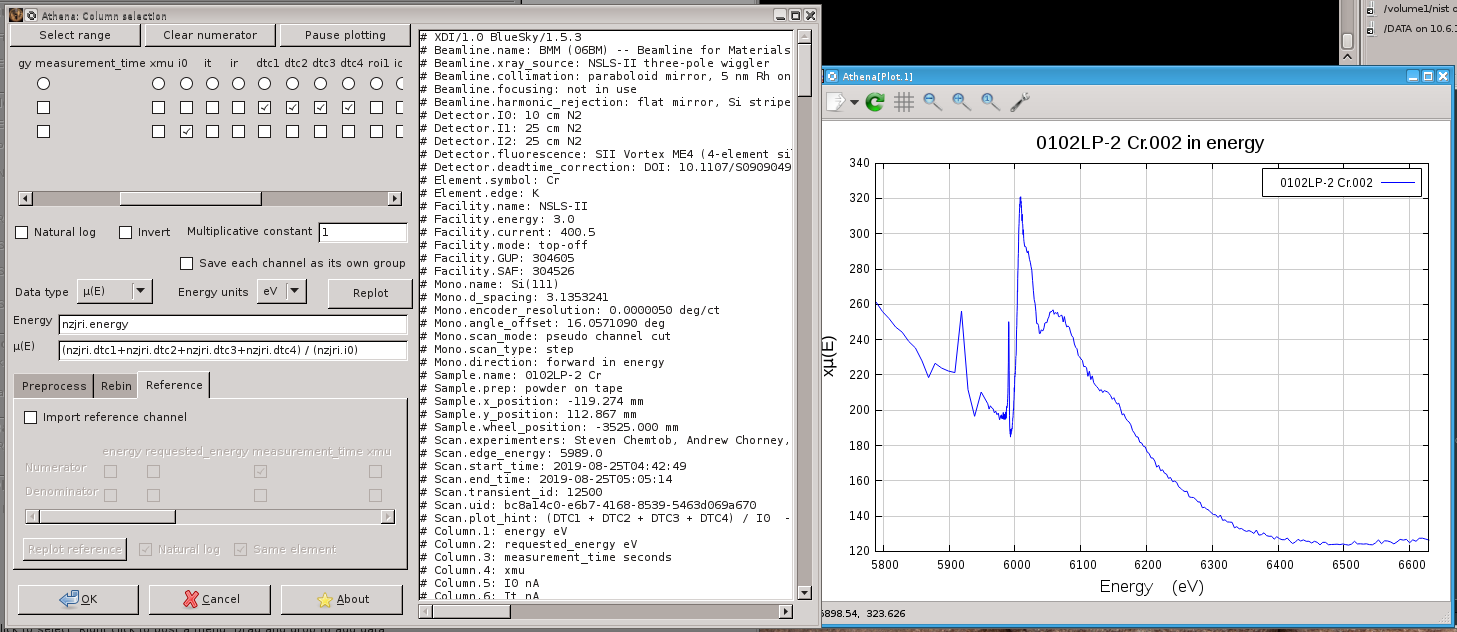 Athena: Column selection
Select range
Clear numerator
Pause plotting
gy measurement_time xmu i0 it ir dtc1 dtc2 dtc3 dtc4 roi1 ic
Natural log
Invert
Multiplicative constant
1
Save each channel as its own group
Data type
μ(E)
Energy units
eV
Replot
Energy
nzjri.energy
μ(E)
(nzjri.dtc1+nzjri.dtc2+nzjri.dtc3+nzjri.dtc4) / (nzjri.i0)
Preprocess
Rebin
Reference
Import reference channel
energy requested_energy measurement_time xmu
Numerator
Denominator
Replot reference
Natural log
Same element
OK
Cancel
About
# XDI/1.0 BlueSky/1.5.3
# Beamline.name: BMM (06BM) -- Beamline for Materials
# Beamline.xray_source: NSLS-II three-pole wiggler
# Beamline.collimation: paraboloid mirror, 5 nm Rh on
# Beamline.focusing: not in use
# Beamline.harmonic_rejection: flat mirror, Si stripe
# Detector.I0: 10 cm N2
# Detector.I1: 25 cm N2
# Detector.I2: 25 cm N2
# Detector.fluorescence: SII Vortex ME4 (4-element si
# Detector.deadtime_correction: DOI: 10.1107/S0909049
# Element.symbol: Cr
# Element.edge: K
# Facility.name: NSLS-II
# Facility.energy: 3.0
# Facility.current: 400.5
# Facility.mode: top-off
# Facility.GUP: 304605
# Facility.SAF: 304526
# Mono.name: Si(111)
# Mono.d_spacing: 3.1353241
# Mono.encoder_resolution: 0.0000050 deg/ct
# Mono.angle_offset: 16.0571090 deg
# Mono.scan_mode: pseudo channel cut
# Mono.scan_type: step
# Mono.direction: forward in energy
# Sample.name: 0102LP-2 Cr
# Sample.prep: powder on tape
# Sample.x_position: -119.274 mm
# Sample.y_position: 112.867 mm
# Sample.wheel_position: -3525.000 mm
# Scan.experimenters: Steven Chemtob, Andrew Chorney,
# Scan.edge_energy: 5989.0
# Scan.start_time: 2019-08-25T04:42:49
# Scan.end_time: 2019-08-25T05:05:14
# Scan.transient_id: 12500
# Scan.uid: bc8a14c0-e6b7-4168-8539-5463d069a670
# Scan.plot_hint: (DTC1 + DTC2 + DTC3 + DTC4) / I0 -
# Column.1: energy eV
# Column.2: requested_energy eV
# Column.3: measurement_time seconds
# Column.4: xmu
# Column.5: I0 nA
# Column.6: It nA
/volume1/nist o
/DATA on 10.6.1
Athena[Plot.1]
0102LP-2 Cr.002 in energy
0102LP-2 Cr.002
340
320
300
280
260
240
220
200
180
160
140
120
xμ(E)
5800 5900 6000 6100 6200 6300 6400 6500 6600
Energy (eV)
5898.54, 323.626